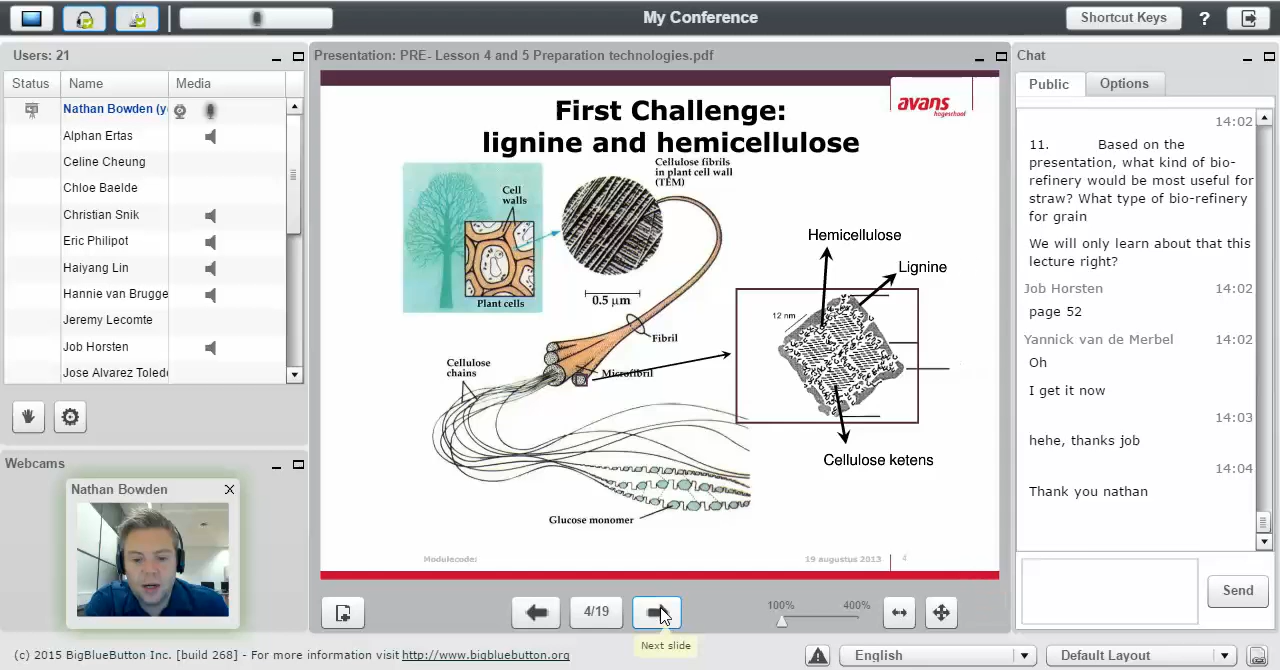 My Conference
Shortcut Keys
?
Users: 21
Status
Name
Media
Nathan Bowden (y
Alphan Ertas
Celine Cheung
Chloe Baelde
Christian Snik
Eric Philipot
Haiyang Lin
Hannie van Brugge
Jeremy Lecomte
Job Horsten
Jose Alvarez Toled
Webcams
Nathan Bowden
Presentation: PRE- Lesson 4 and 5 Preparation technologies.pdf
avans
hogeschool
First Challenge:
lignine and hemicellulose
Cellulose fibrils
in plant cell wall
(TEM)
Cell
walls
Plant cells
0.5 µm
Fibril
Microfibril
Cellulose
chains
Glucose monomer
Hemicellulose
Lignine
12 nm
Cellulose ketens
Modulecode:
19 augustus 2013
4
4/19
Next slide
100%
400%
Chat
Public
Options
14:02
11. Based on the
presentation, what kind of bio-
refinery would be most useful for
straw? What type of bio-refinery
for grain
We will only learn about that this
lecture right?
Job Horsten 14:02
page 52
Yannick van de Merbel 14:02
Oh
I get it now
14:03
hehe, thanks job
14:04
Thank you nathan
Send
(c) 2015 BigBlueButton Inc. [build 268] - For more information visit http://www.bigbluebutton.org
English
Default Layout